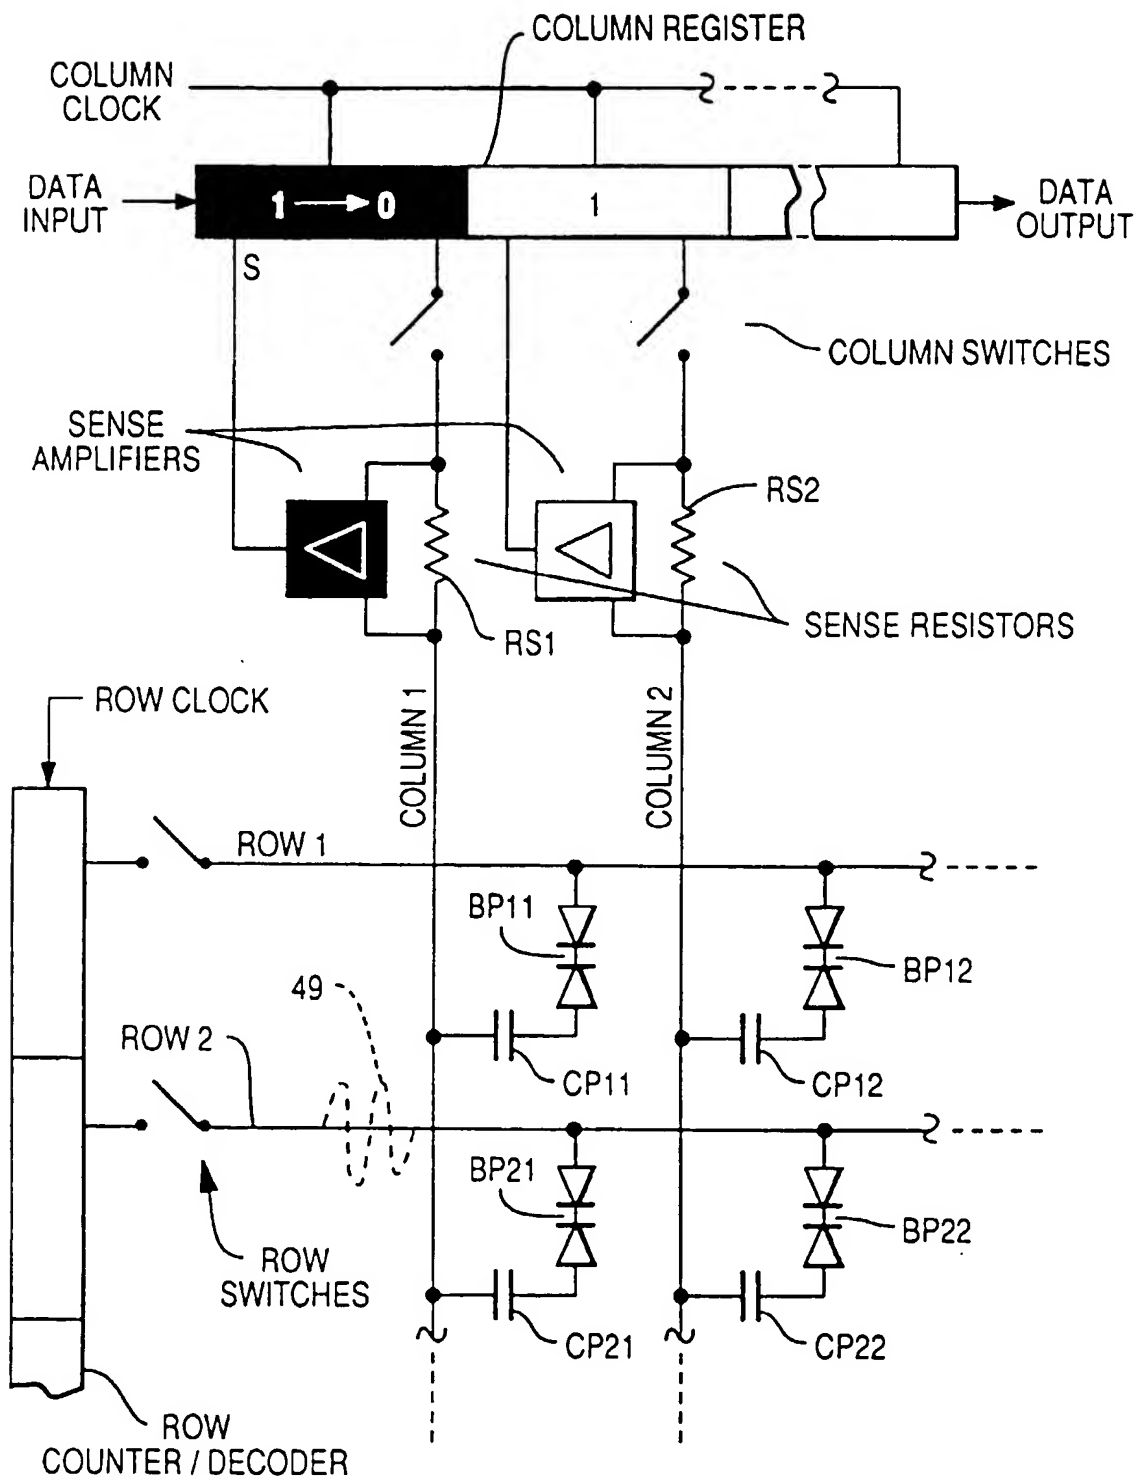 COLUMN REGISTER
COLUMN
CLOCK
DATA
INPUT
1 → 0
1
DATA
OUTPUT
S
COLUMN SWITCHES
SENSE
AMPLIFIERS
RS2
RS1
SENSE RESISTORS
ROW CLOCK
COLUMN 1
COLUMN 2
ROW 1
BP11
BP12
49
ROW 2
CP11
CP12
BP21
BP22
ROW
SWITCHES
CP21
CP22
ROW
COUNTER / DECODER